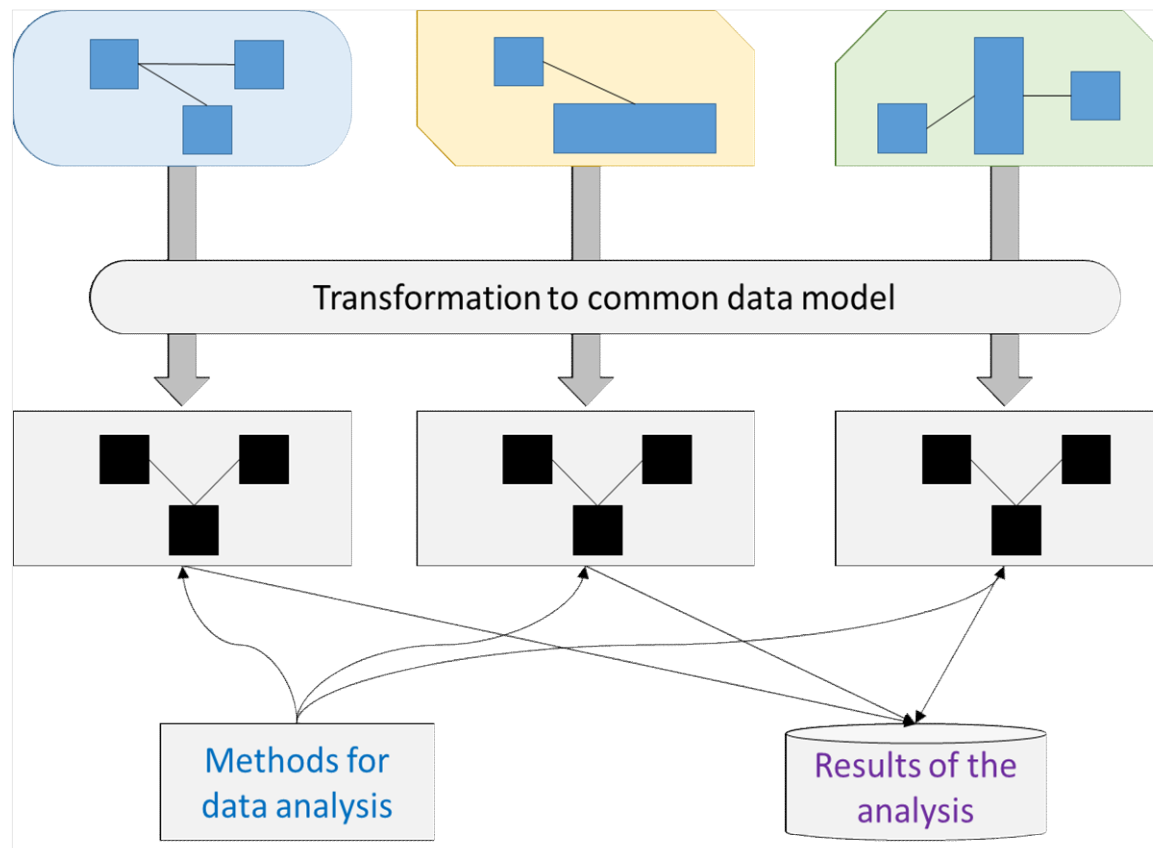 Transformation to common data model
Methods for
data analysis
Results of the
analysis